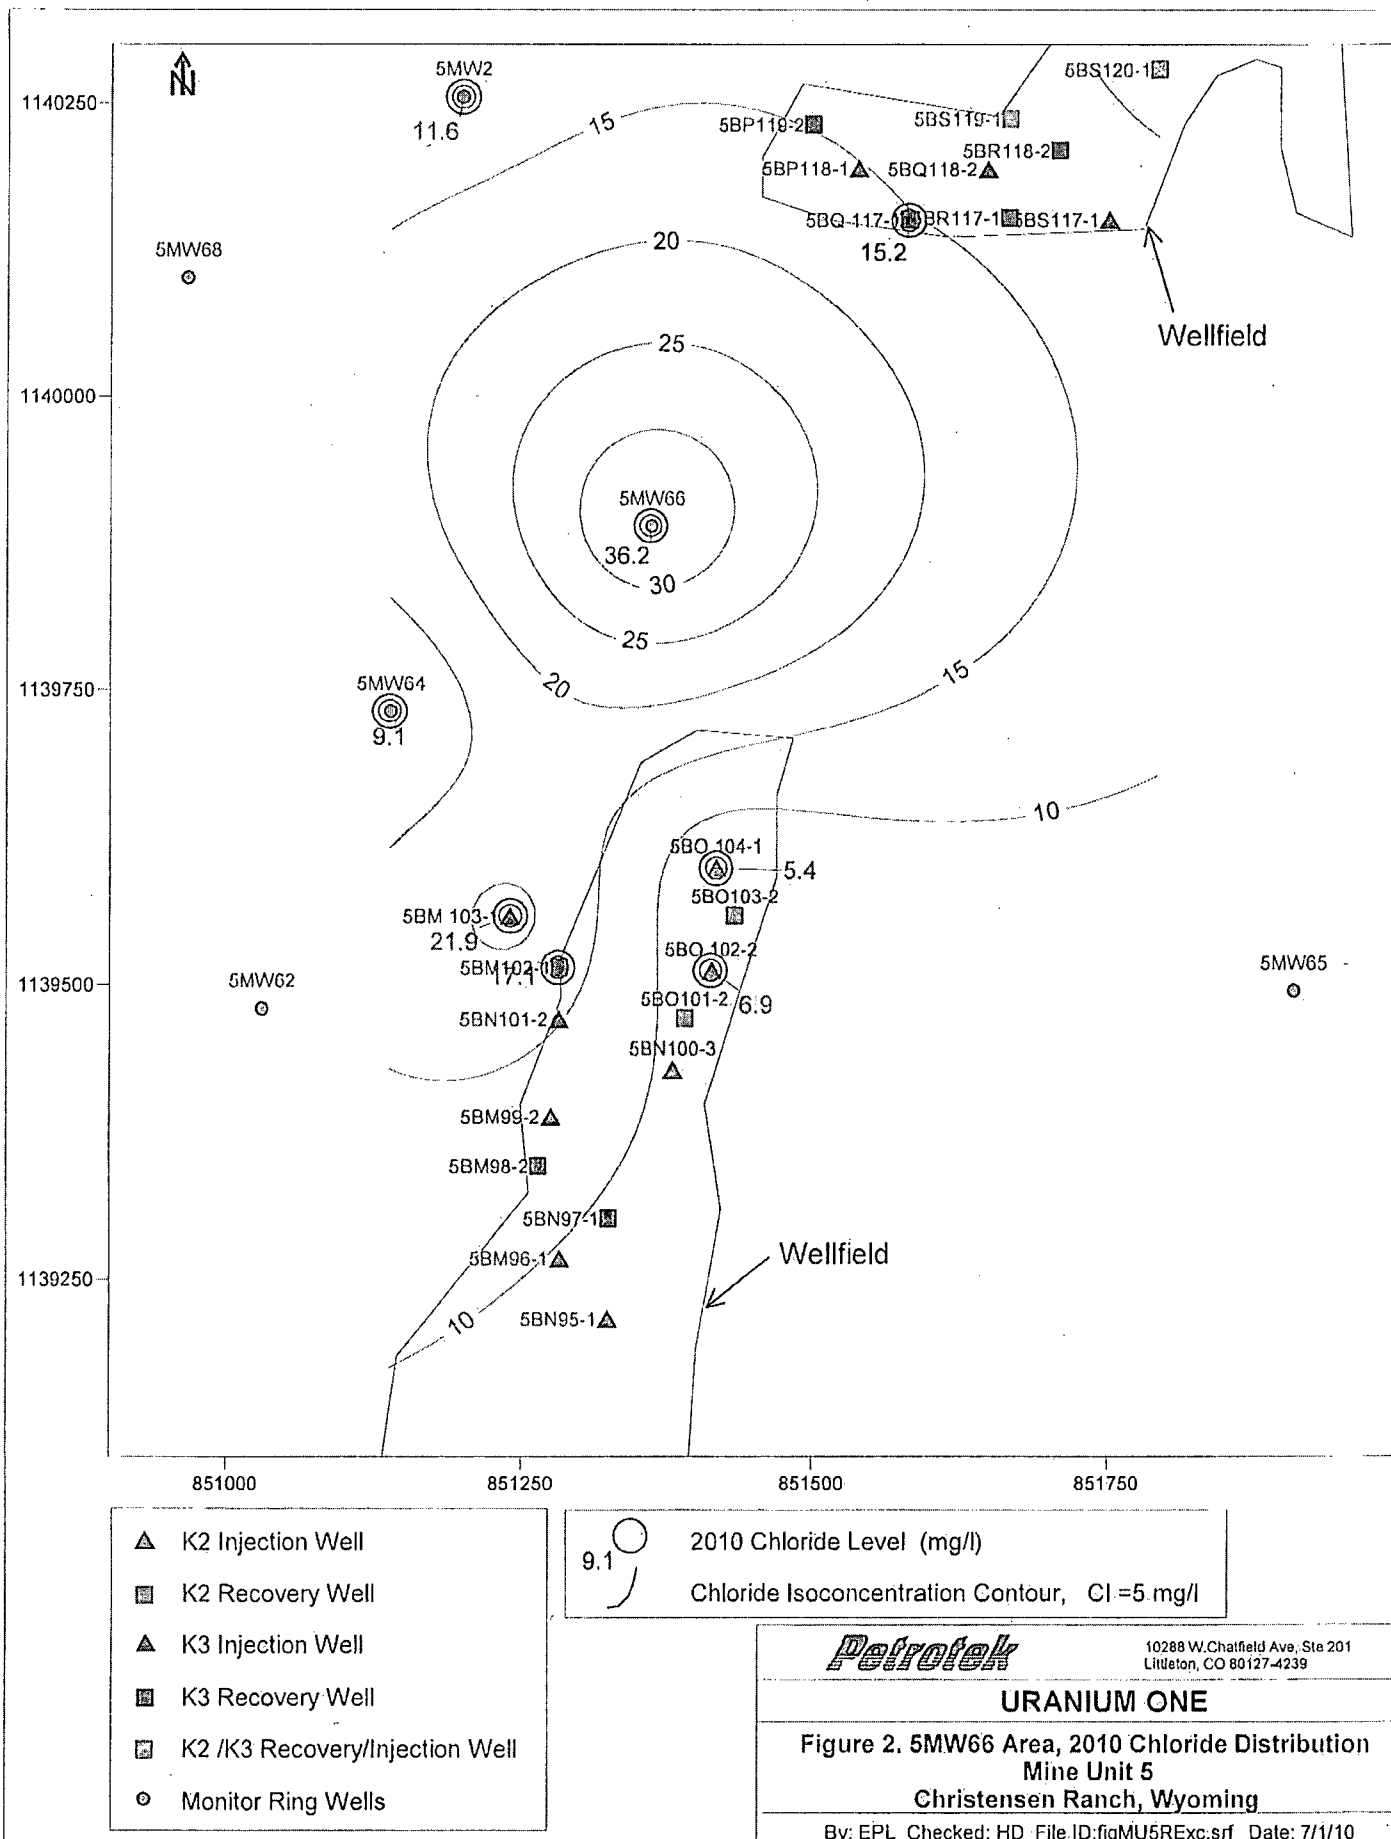 N
5MW2
11.6
15
5BS120-1
1140250
5BP119-2
5BS119-1
5BR118-2
5BP118-1
5BQ118-2
5BQ-117-1
5BR117-1
5BS117-1
15.2
5MW68
20
Wellfield
25
1140000
5MW66
36.2
30
25
20
15
5MW64
1139750
9.1
10
5BO 104-1
5.4
5BO103-2
5BM 103-1
21.9
5BO 102-2
5BM102-1
17.1
5MW65
5MW62
1139500
5BO101-2
6.9
5BN101-2
5BN100-3
5BM99-2
5BM98-2
5BN97-1
5BM96-1
Wellfield
1139250
10
5BN95-1
851000 851250 851500 851750
K2 Injection Well
K2 Recovery Well
K3 Injection Well
K3 Recovery Well
K2 /K3 Recovery/Injection Well
Monitor Ring Wells
9.1
2010 Chloride Level (mg/l)
Chloride Isoconcentration Contour, CI =5 mg/l
Petrotek
10288 W.Chatfield Ave, Ste 201
Littleton, CO 80127-4239
URANIUM ONE
Figure 2. 5MW66 Area, 2010 Chloride Distribution
Mine Unit 5
Christensen Ranch, Wyoming
By: EPL Checked: HD File ID:figMU5RExc.srf Date: 7/1/10